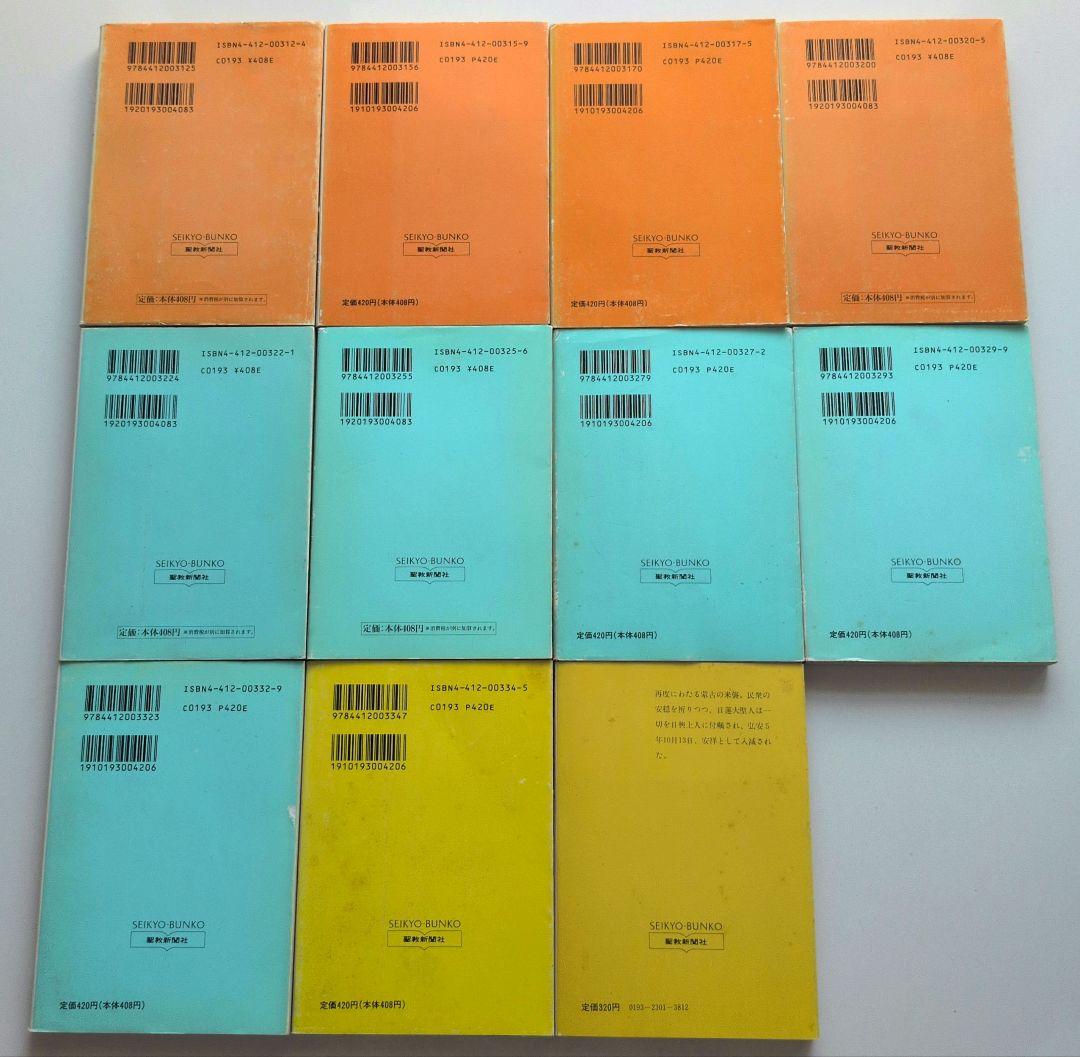 ISBN4-412-00312-4
9784412003125
C0193 ¥408E
1920193004083
SEIKYO-BUNKO
聖教新聞社
定価:本体408円 ※消費税が別に加算されます。
ISBN4-412-00315-9
9784412003156
C0193 P420E
1910193004206
SEIKYO-BUNKO
聖教新聞社
定価420円(本体408円)
ISBN4-412-00317-5
9784412003170
C0193 P420E
1910193004206
SEIKYO-BUNKO
聖教新聞社
定価420円(本体408円)
ISBN4-412-00320-5
9784412003200
C0193 ¥408E
1920193004083
SEIKYO-BUNKO
聖教新聞社
定価:本体408円 ※消費税が別に加算されます。
ISBN4-412-00322-1
9784412003224
C0193 ¥408E
1920193004083
SEIKYO-BUNKO
聖教新聞社
定価:本体408円 ※消費税が別に加算されます。
ISBN4-412-00325-6
9784412003255
C0193 ¥408E
1920193004083
SEIKYO-BUNKO
聖教新聞社
定価:本体408円 ※消費税が別に加算されます。
ISBN4-412-00327-2
9784412003279
C0193 P420E
1910193004206
SEIKYO-BUNKO
聖教新聞社
定価420円(本体408円)
ISBN4-412-00329-9
9784412003293
C0193 P420E
1910193004206
SEIKYO-BUNKO
聖教新聞社
定価420円(本体408円)
ISBN4-412-00332-9
9784412003323
C0193 P420E
1910193004206
SEIKYO-BUNKO
聖教新聞社
定価420円(本体408円)
ISBN4-412-00334-5
9784412003347
C0193 P420E
1910193004206
SEIKYO-BUNKO
聖教新聞社
定価420円(本体408円)
再度にわたる蒙古の来襲。民衆の
安穏を祈りつつ、日蓮大聖人は一
切を日興上人に付嘱され、弘安5
年10月13日、安祥として入滅され
た。
SEIKYO-BUNKO
聖教新聞社
定価320円 0193-2301-3812